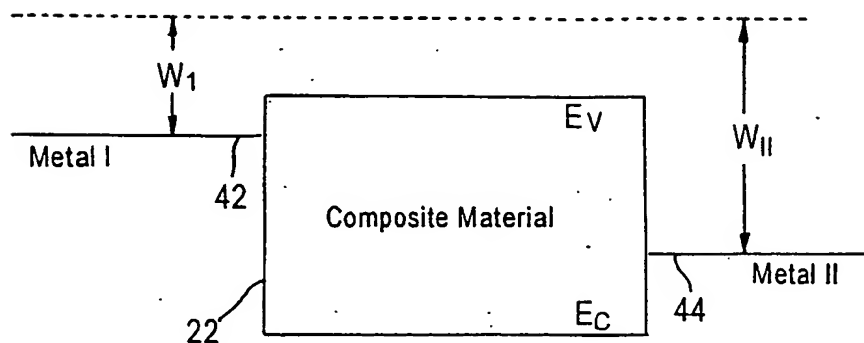 W1
EV
WII
Metal I
42
Composite Material
Metal II
22
EC
44